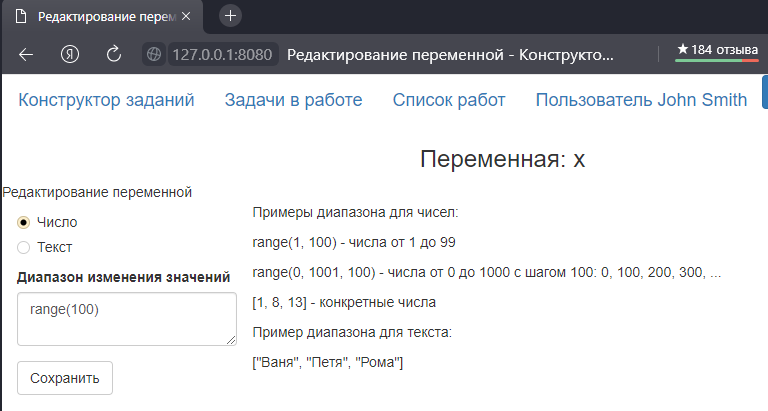 Редактирование перем
127.0.0.1:8080 Редактирование переменной - Конструкто... ★184 отзыва
Конструктор заданий Задачи в работе Список работ Пользователь John Smith
Переменная: x
Редактирование переменной
Число
Текст
Диапазон изменения значений
range(100)
Сохранить
Примеры диапазона для чисел:
range(1, 100) - числа от 1 до 99
range(0, 1001, 100) - числа от 0 до 1000 с шагом 100: 0, 100, 200, 300, ...
[1, 8, 13] - конкретные числа
Пример диапазона для текста:
["Ваня", "Петя", "Рома"]